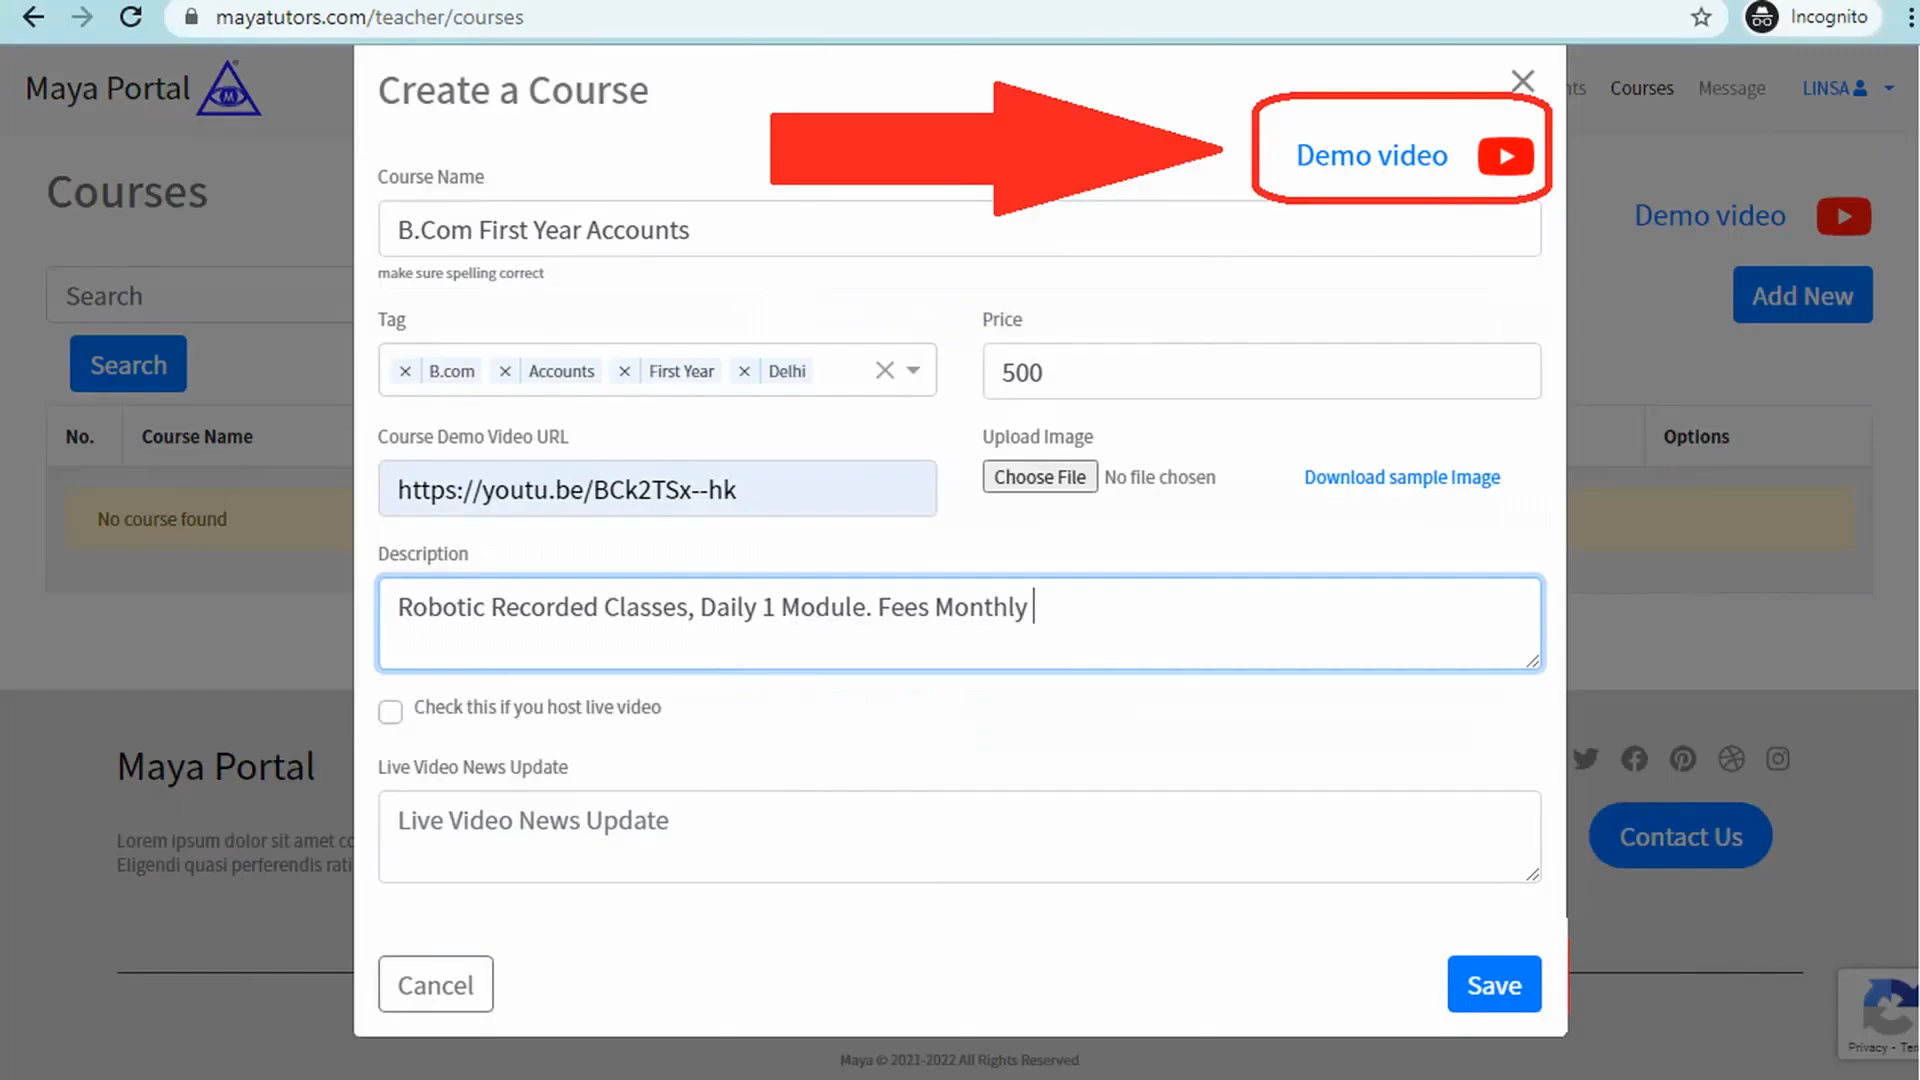 mayatutors.com/teacher/courses
Incognito
Maya Portal
M
Courses
Message
LINSA
Create a Course
Demo video
Courses
Demo video
Course Name
B.Com First Year Accounts
make sure spelling correct
Search
Add New
Search
Tag
Price
B.com
Accounts
First Year
Delhi
500
No.
Course Name
Options
Course Demo Video URL
Upload Image
https://youtu.be/BCk2TSx--hk
Choose File No file chosen
Download sample Image
No course found
Description
Robotic Recorded Classes, Daily 1 Module. Fees Monthly
Check this if you host live video
Live Video News Update
Live Video News Update
Maya Portal
Lorem ipsum dolor sit amet
Eligendi quasi perferendis
Contact Us
Cancel
Save
Privacy
Maya © 2021-2022 All Rights Reserved